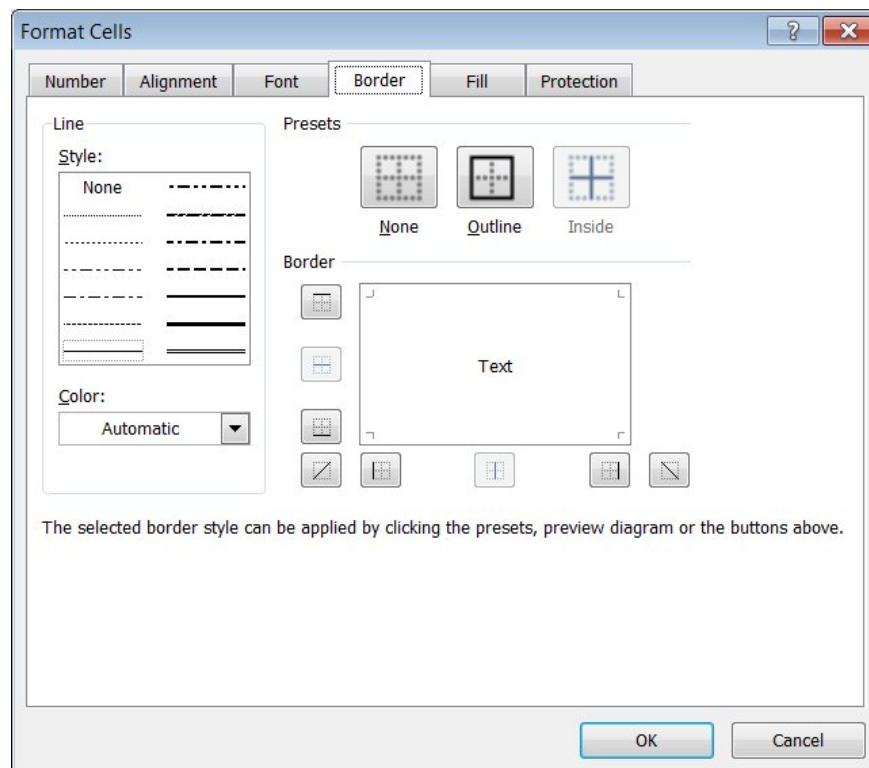 Format Cells
Number Alignment Font Border Fill Protection
Line
Style:
None
Color:
Automatic
Presets
None Outline Inside
Border
Text
The selected border style can be applied by clicking the presets, preview diagram or the buttons above.
OK Cancel